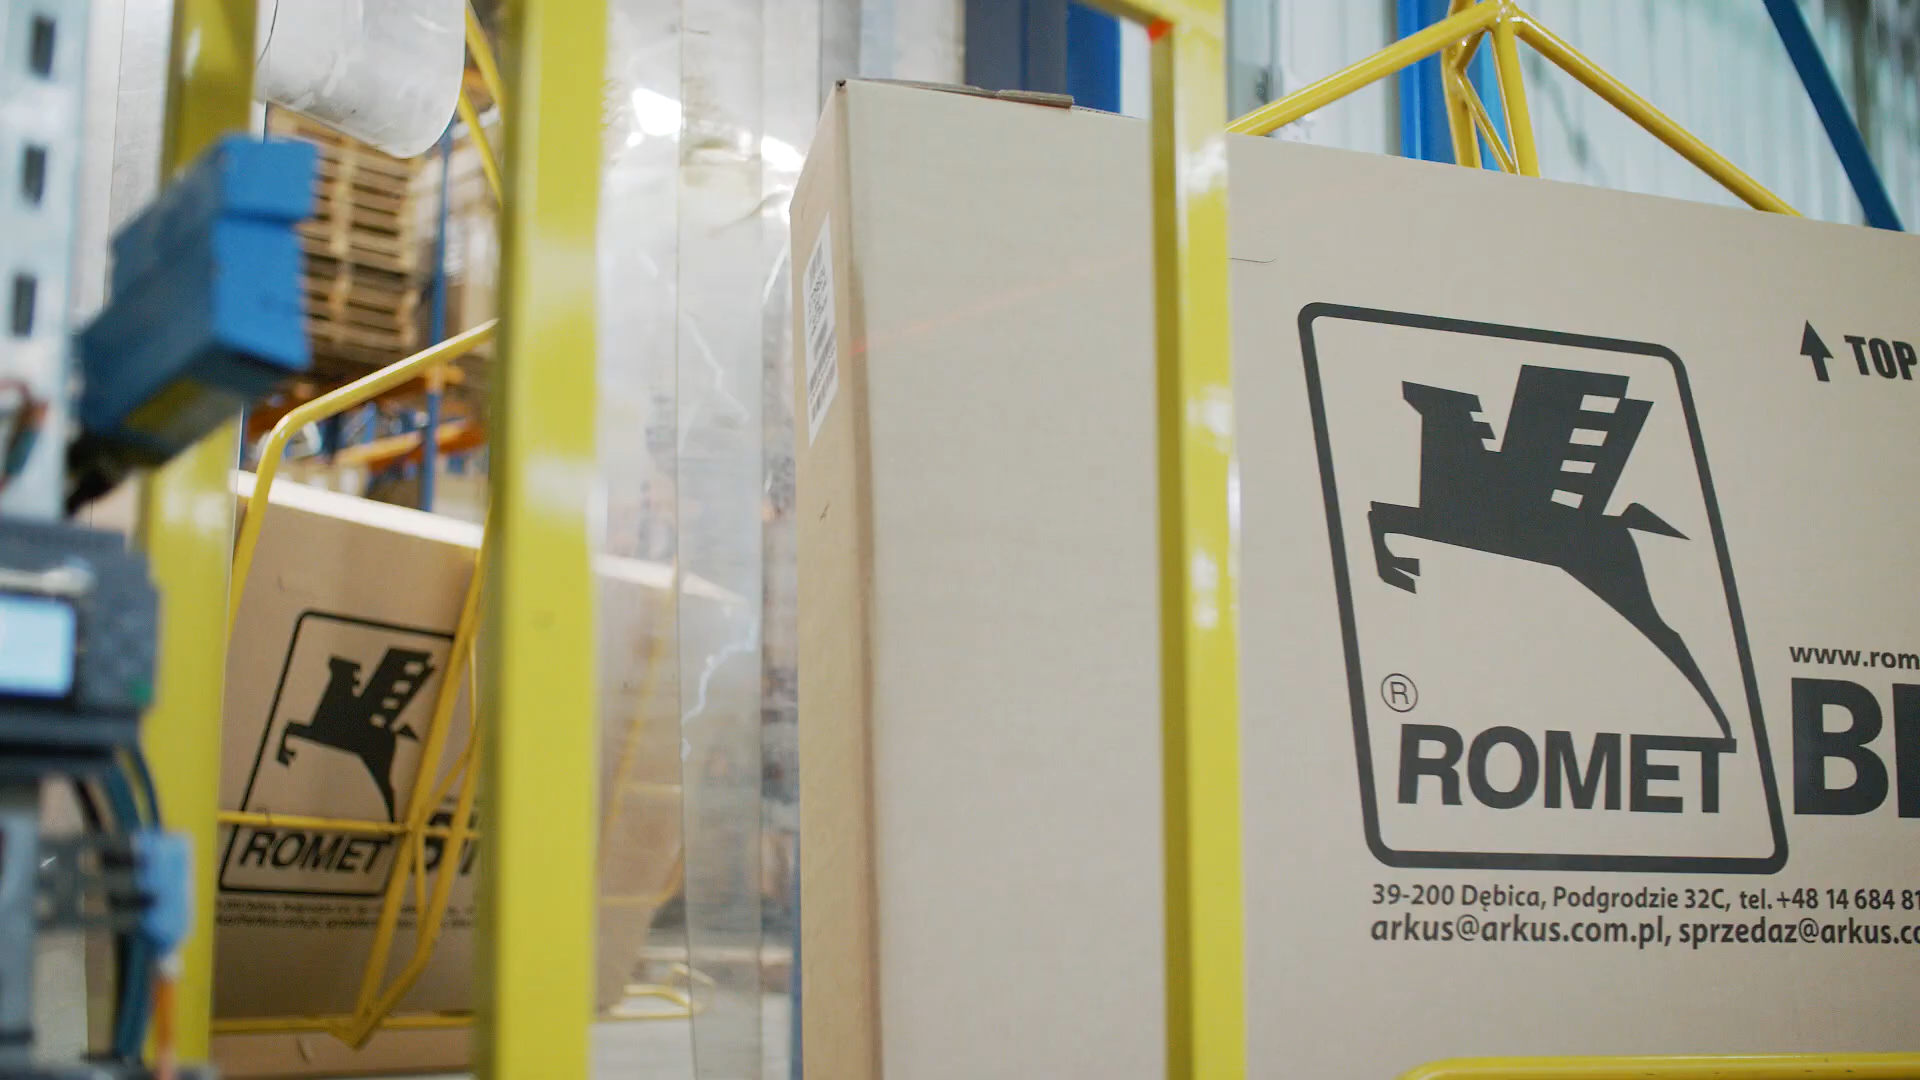 TOP
www.rom
®
ROMET
BI
39-200 Dębica, Podgrodzie 32C, tel. +48 14 684 81
arkus@arkus.com.pl, sprzedaz@arkus.co
ROMET